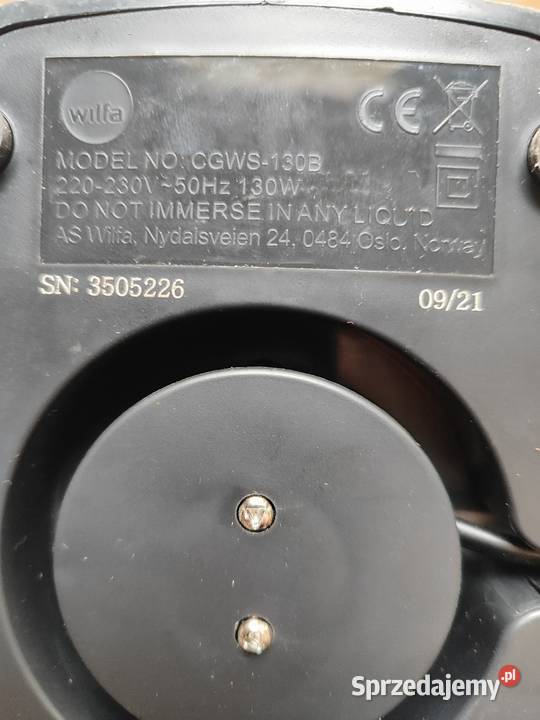 wilfa
CE
MODEL NO: CGWS-130B
220-230V ~50Hz 130W
DO NOT IMMERSE IN ANY LIQUID
AS Wilfa, Nydalsveien 24, 0484 Oslo, Norway
SN: 3505226 09/21
Sprzedajemy.pl